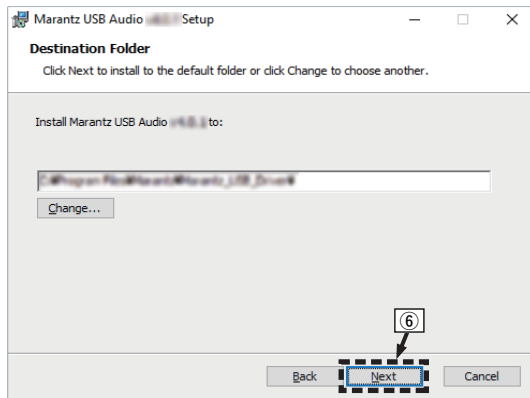 Marantz USB Audio Setup
Destination Folder
Click Next to install to the default folder or click Change to choose another.
Install Marantz USB Audio to:
Change...
⑥
Back Next Cancel